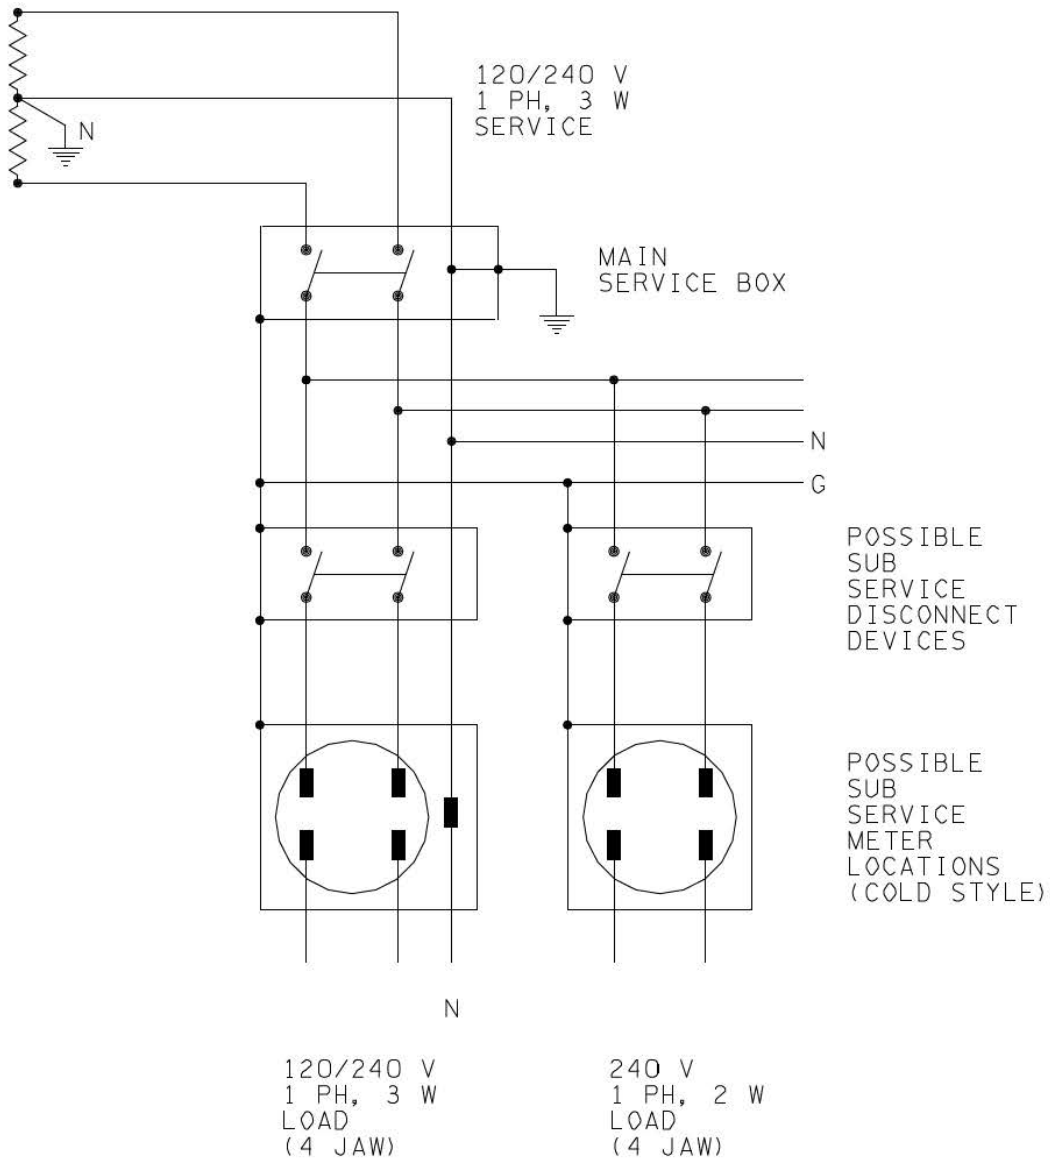 120/240 V
1 PH, 3 W
SERVICE
N
MAIN
SERVICE BOX
N
G
POSSIBLE
SUB
SERVICE
DISCONNECT
DEVICES
POSSIBLE
SUB
SERVICE
METER
LOCATIONS
(COLD STYLE)
N
120/240 V
1 PH, 3 W
LOAD
(4 JAW)
240 V
1 PH, 2 W
LOAD
(4 JAW)